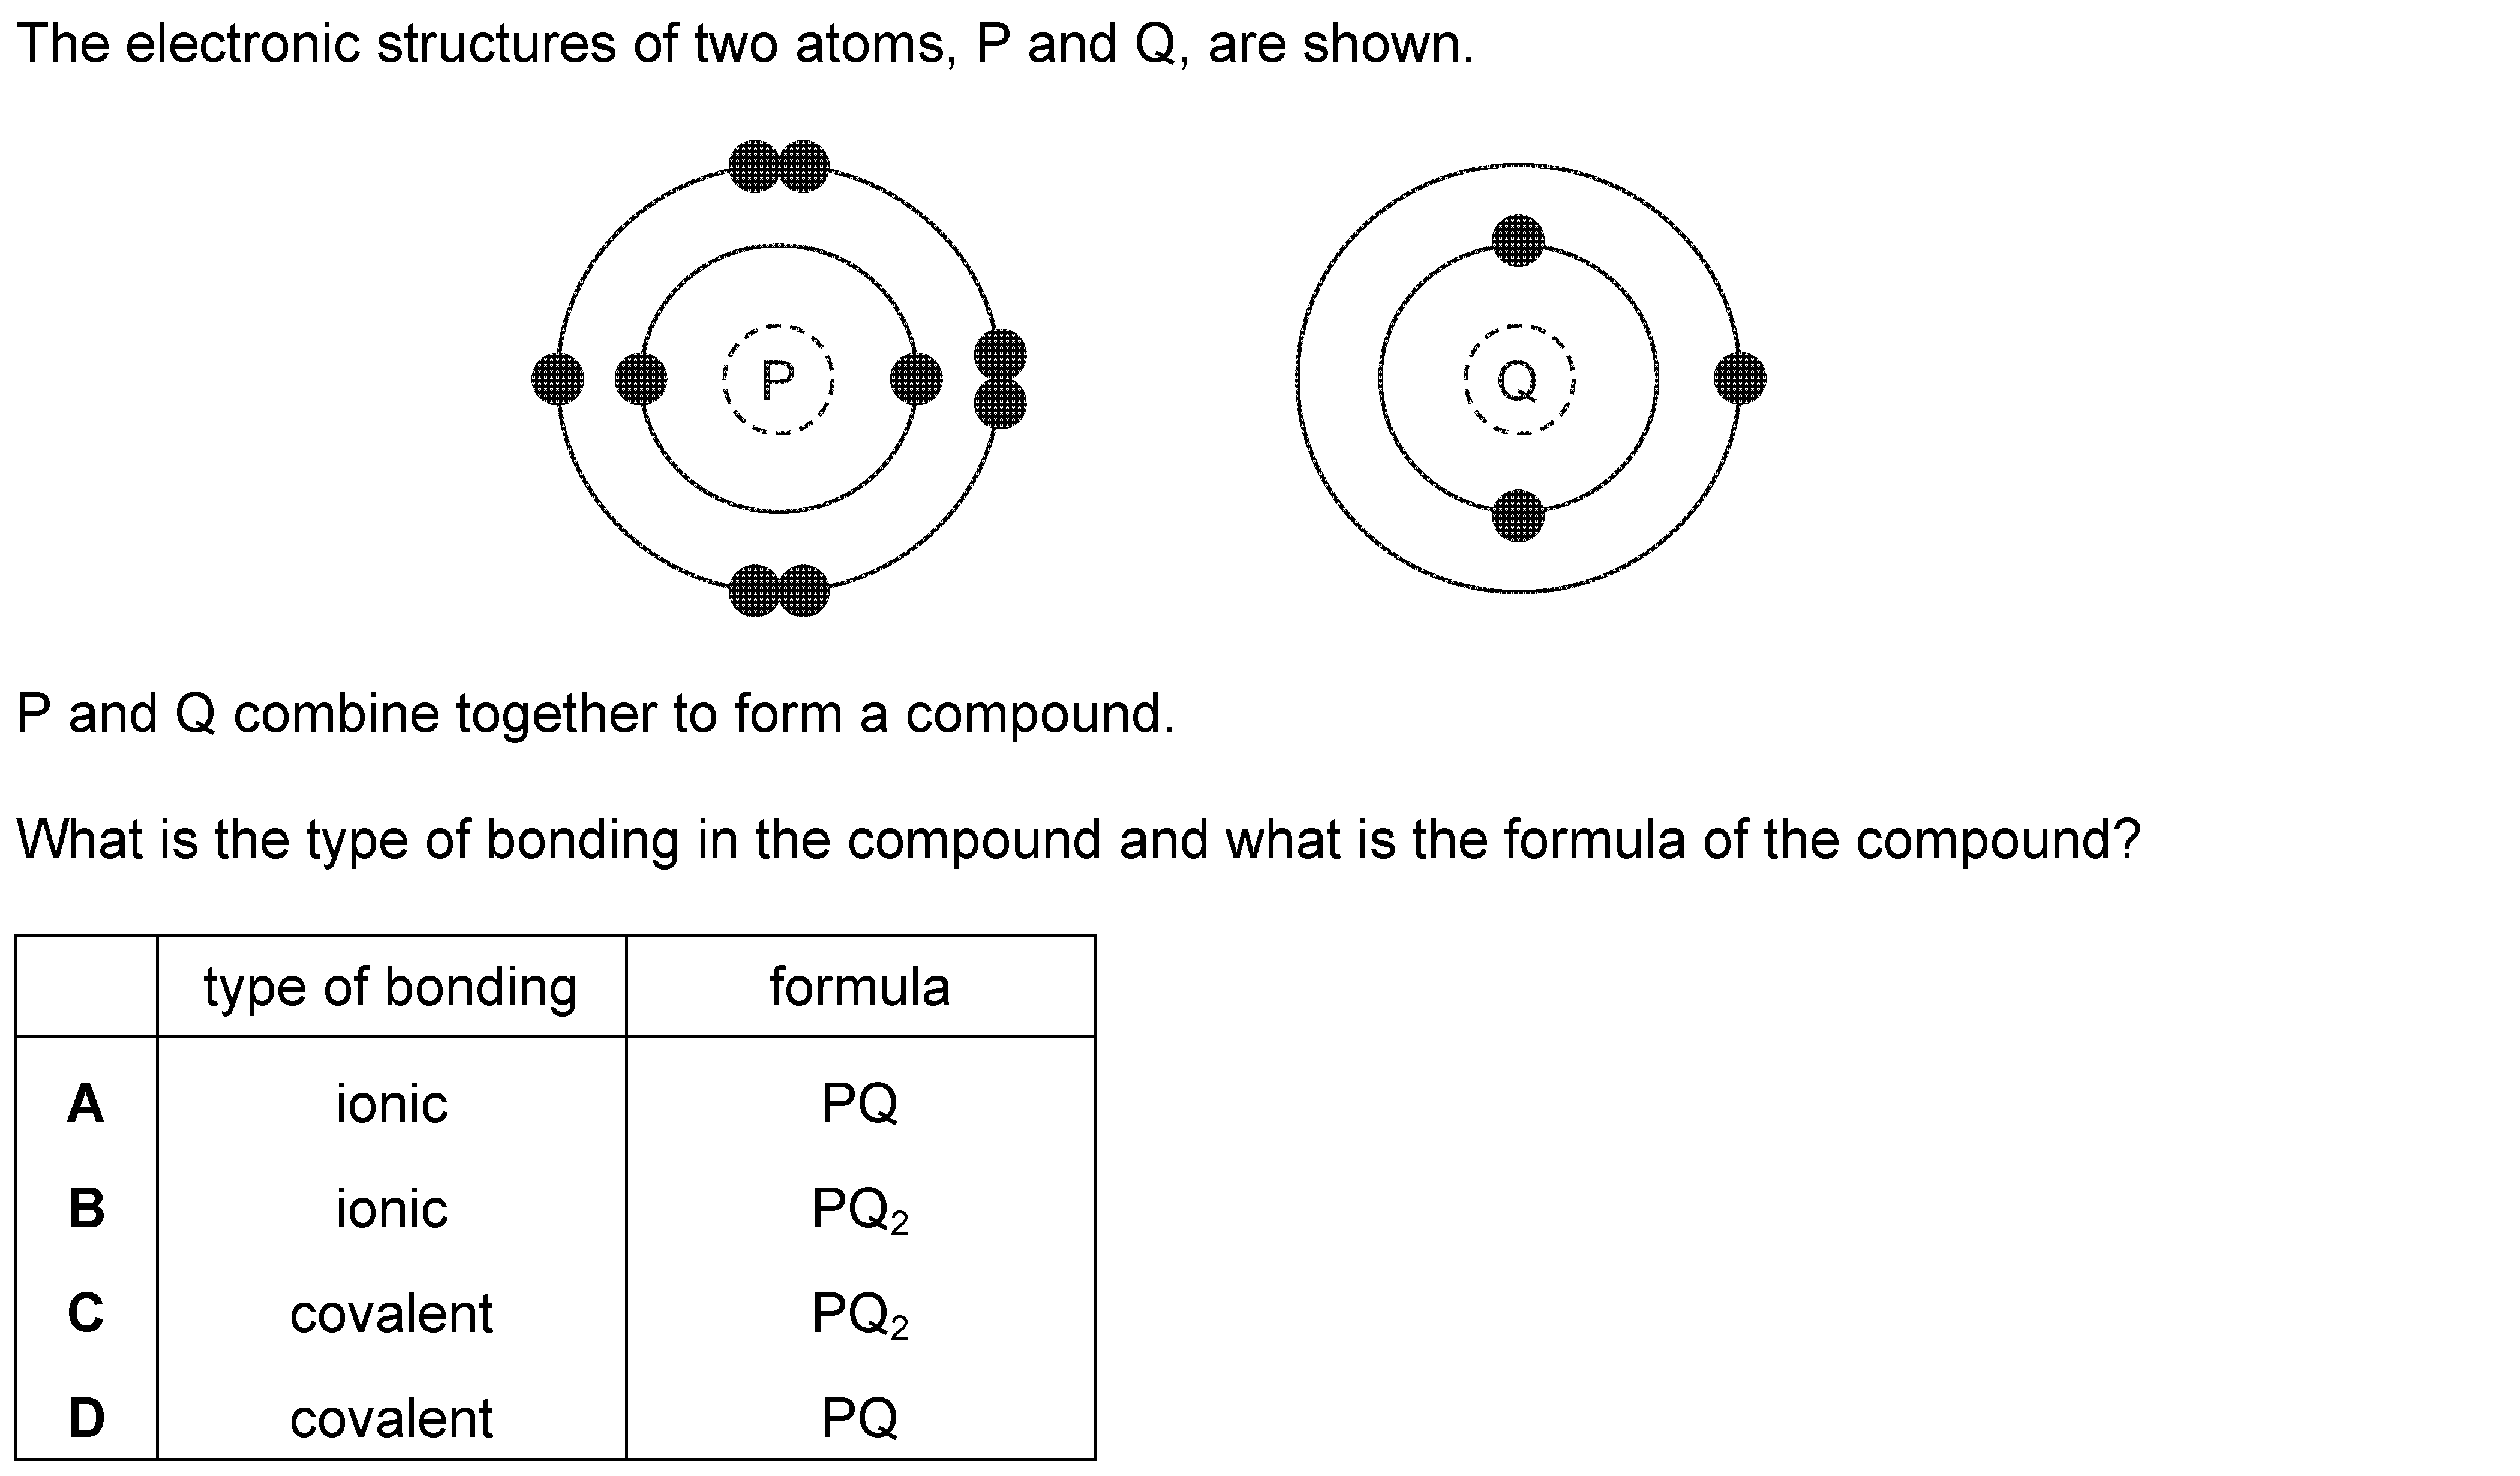 The electronic structures of two atoms, P and Q, are shown.
P
Q
P and Q combine together to form a compound.
What is the type of bonding in the compound and what is the formula of the compound?
type of bonding formula
A ionic PQ
B ionic PQ₂
C covalent PQ₂
D covalent PQ